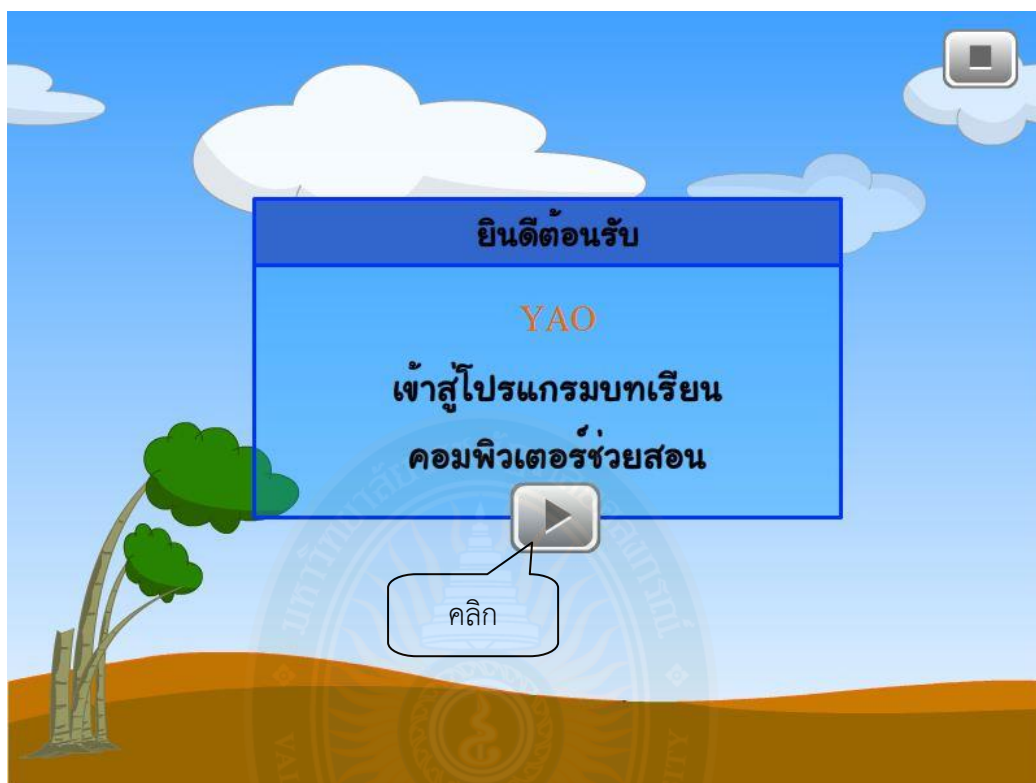 ยินดีต้อนรับ
YAO
เข้าสู่โปรแกรมบทเรียน
คอมพิวเตอร์ช่วยสอน
คลิก